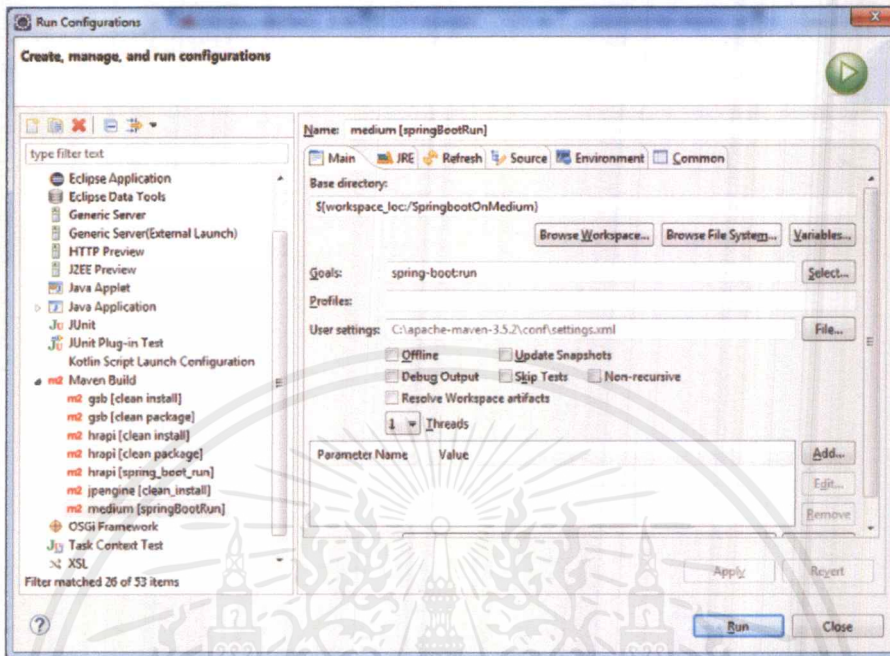 Run Configurations
Create, manage, and run configurations
type filter text
Eclipse Application
Eclipse Data Tools
Generic Server
Generic Server(External Launch)
HTTP Preview
J2EE Preview
Java Applet
Java Application
Ju JUnit
JUnit Plug-in Test
Kotlin Script Launch Configuration
m2 Maven Build
m2 gsb [clean install]
m2 gsb [clean package]
m2 hrapi [clean install]
m2 hrapi [clean package]
m2 hrapi [spring_boot_run]
m2 jpengine [clean_install]
m2 medium [springBootRun]
OSGi Framework
Task Context Test
XSL
Filter matched 26 of 53 items
Name: medium [springBootRun]
Main JRE Refresh Source Environment Common
Base directory:
${workspace_loc:/SpringbootOnMedium}
Browse Workspace... Browse File System... Variables...
Goals: spring-boot:run Select...
Profiles:
User settings: C:\apache-maven-3.5.2\conf\settings.xml File...
Offline Update Snapshots
Debug Output Skip Tests Non-recursive
Resolve Workspace artifacts
1 Threads
Parameter Name Value Add...
Edit...
Remove
Apply Revert
Run Close